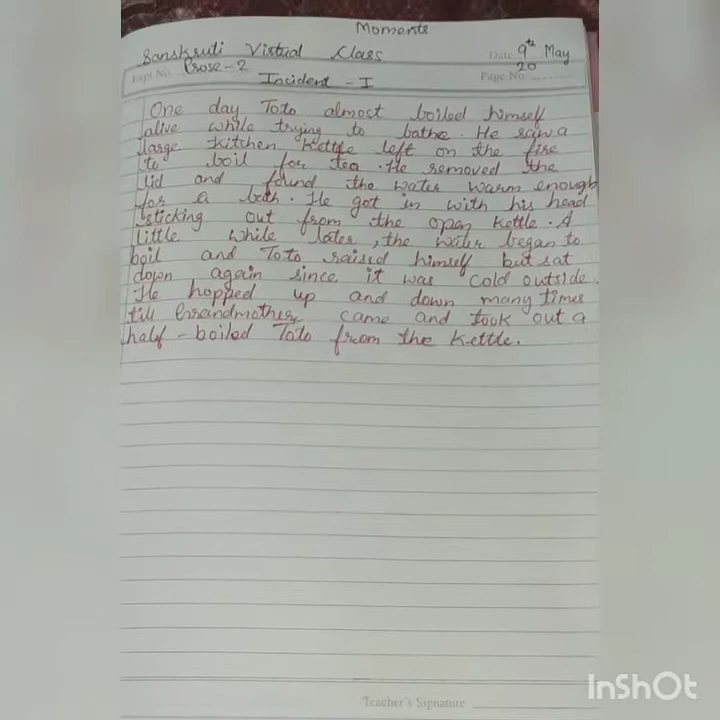 Moments
Sanskruti Virtual Class
Date 9th May
Expt. No. Prose-2
20
Page No.
Incident - I
One day Toto almost boiled himself
alive while trying to bathe. He saw a
large kitchen kettle left on the fire
to boil for tea. He removed the
lid and found the water warm enough
for a bath. He got in with his head
sticking out from the open kettle. A
little while later, the water began to
boil and Toto raised himself but sat
down again since it was cold outside.
He hopped up and down many times
till Grandmother came and took out a
half-boiled Toto from the kettle.
Teacher's Signature
InShOt